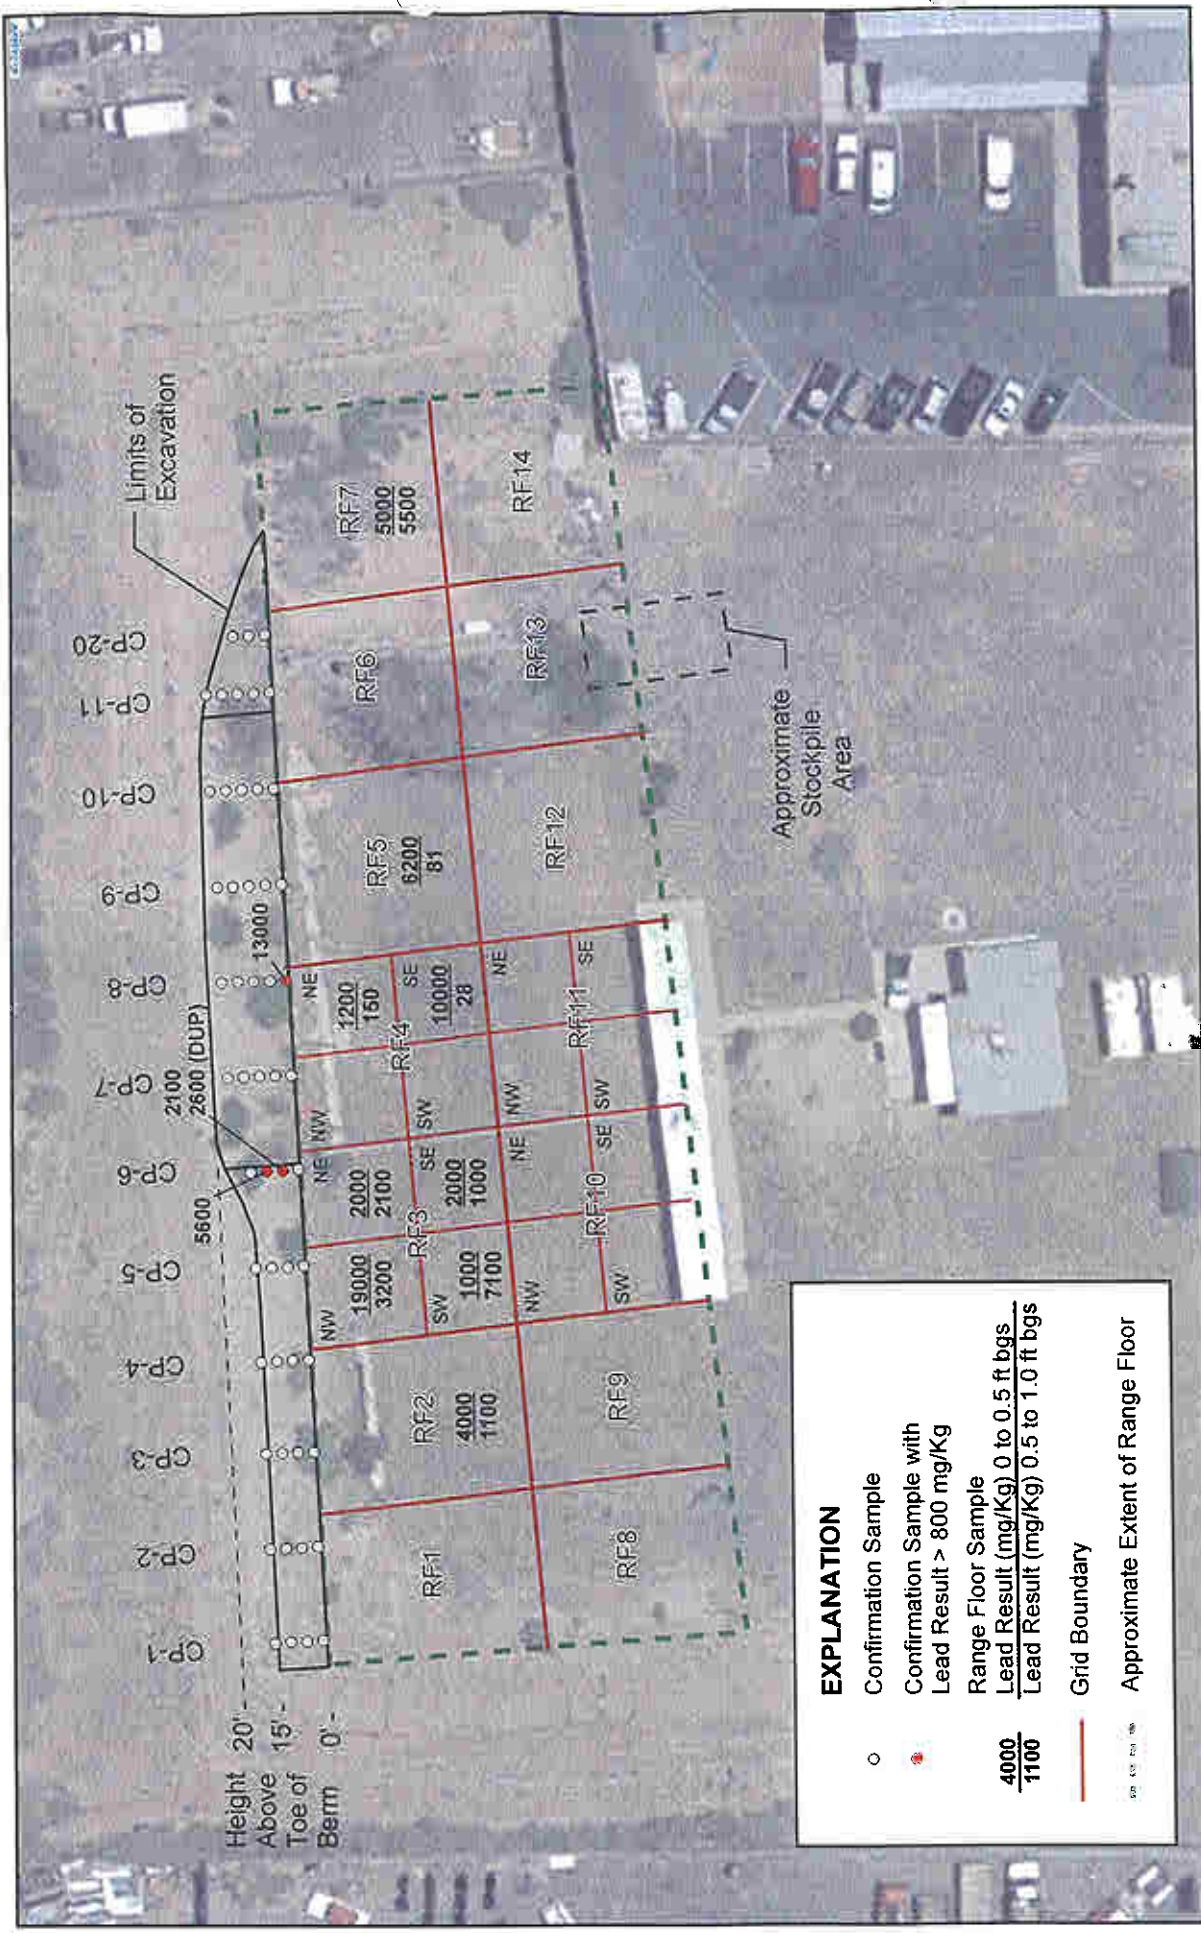 CP-1
CP-2
CP-3
CP-4
CP-5
CP-6
CP-7
CP-8
CP-9
CP-10
CP-11
CP-20
Limits of
Excavation
5600
2100
2600 (DUP)
13000
Height 20'-
Above 15'-
Toe of
Berm 0'-
RF1
RF2
4000
1100
NW
19000
3200
NE
2000
2100
RF3
SW
1000
7100
SE
2000
1000
NW
NE
1200
150
RF4
SW
SE
10000
28
RF5
6200
81
RF6
RF7
5000
5500
RF8
RF9
NW
NE
RF10
SW
SE
NW
NE
RF11
SW
SE
RF12
RF13
RF14
Approximate
Stockpile
Area
EXPLANATION
Confirmation Sample
Confirmation Sample with
Lead Result > 800 mg/Kg
Range Floor Sample
4000 Lead Result (mg/Kg) 0 to 0.5 ft bgs
1100 Lead Result (mg/Kg) 0.5 to 1.0 ft bgs
Grid Boundary
Approximate Extent of Range Floor